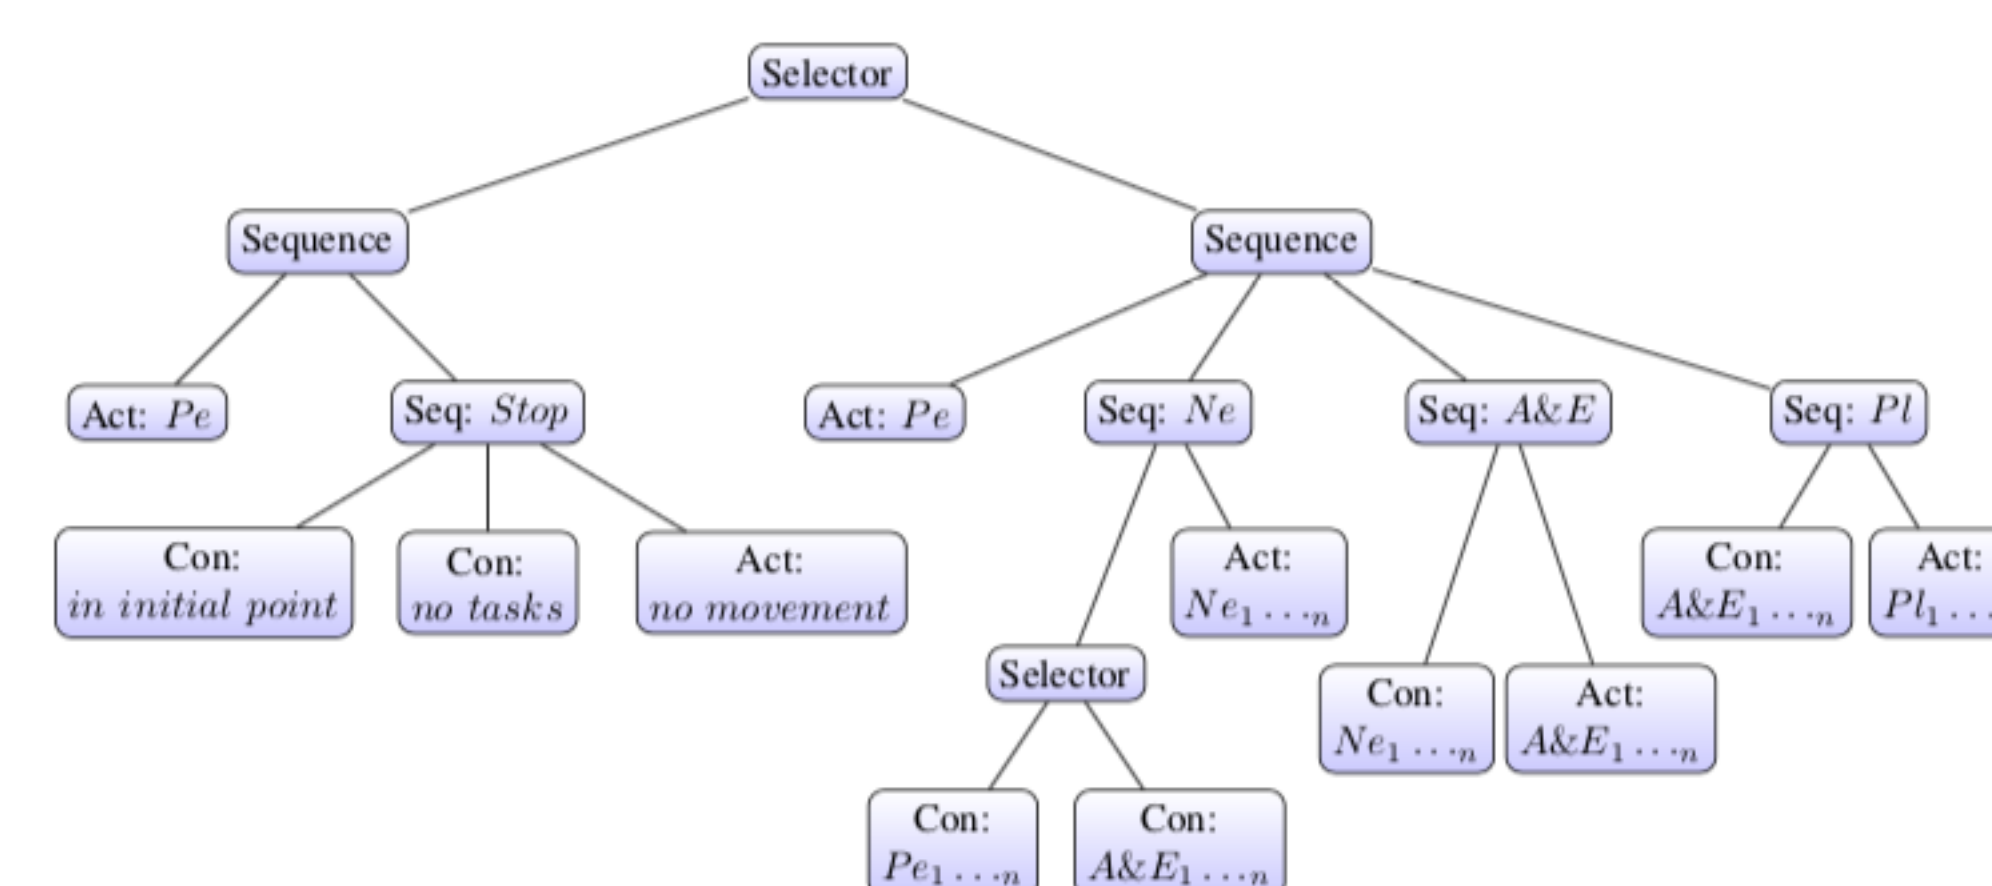 Selector
Sequence
Sequence
Act: Pe
Seq: Stop
Act: Pe
Seq: Ne
Seq: A&E
Seq: Pl
Con:
in initial point
Con:
no tasks
Act:
no movement
Act:
Ne₁ …ₙ
Con:
A&E₁ …ₙ
Act:
Pl₁ …
Selector
Con:
Ne₁ …ₙ
Act:
A&E₁ …ₙ
Con:
Pe₁ …ₙ
Con:
A&E₁ …ₙ